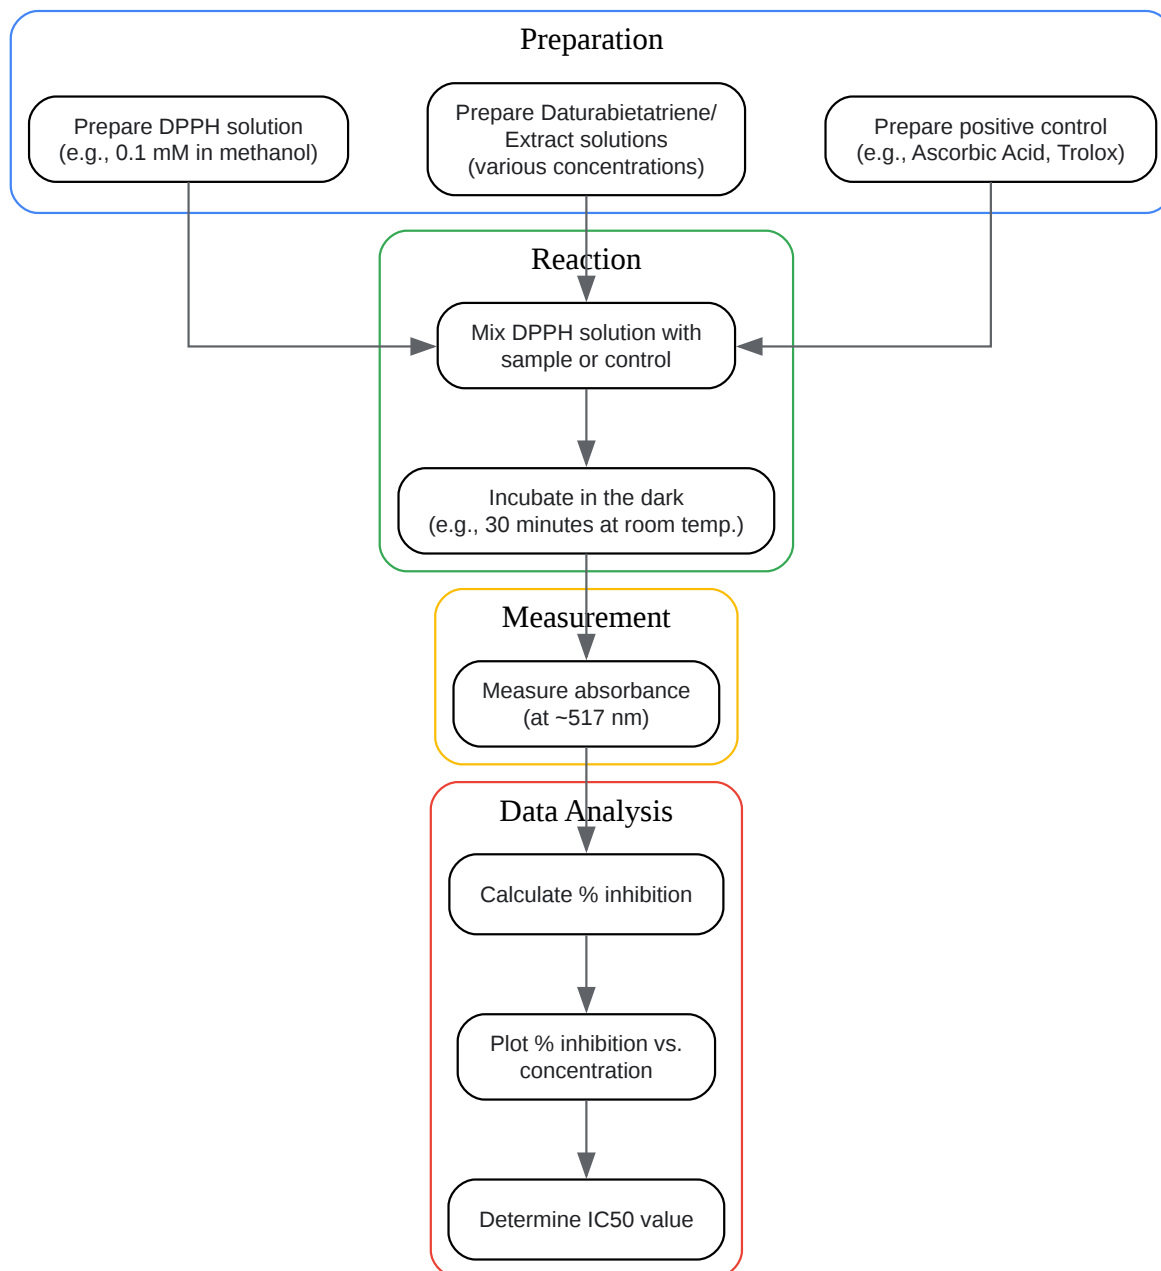 Preparation
Prepare DPPH solution
(e.g., 0.1 mM in methanol)
Prepare Daturabietatriene/
Extract solutions
(various concentrations)
Prepare positive control
(e.g., Ascorbic Acid, Trolox)
Reaction
Mix DPPH solution with
sample or control
Incubate in the dark
(e.g., 30 minutes at room temp.)
Measurement
Measure absorbance
(at ~517 nm)
Data Analysis
Calculate % inhibition
Plot % inhibition vs.
concentration
Determine IC50 value